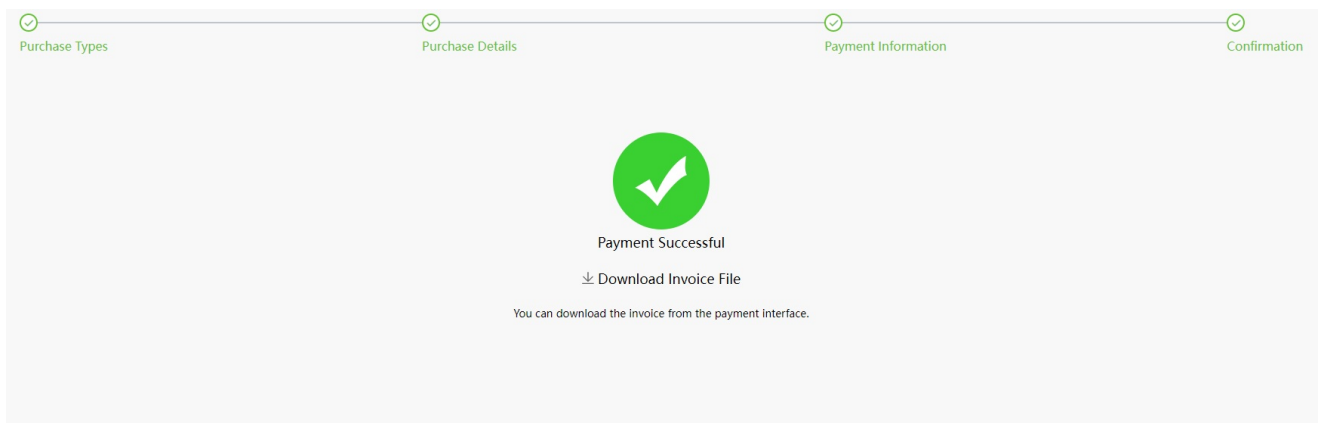 Purchase Types
Purchase Details
Payment Information
Confirmation
Payment Successful
Download Invoice File
You can download the invoice from the payment interface.